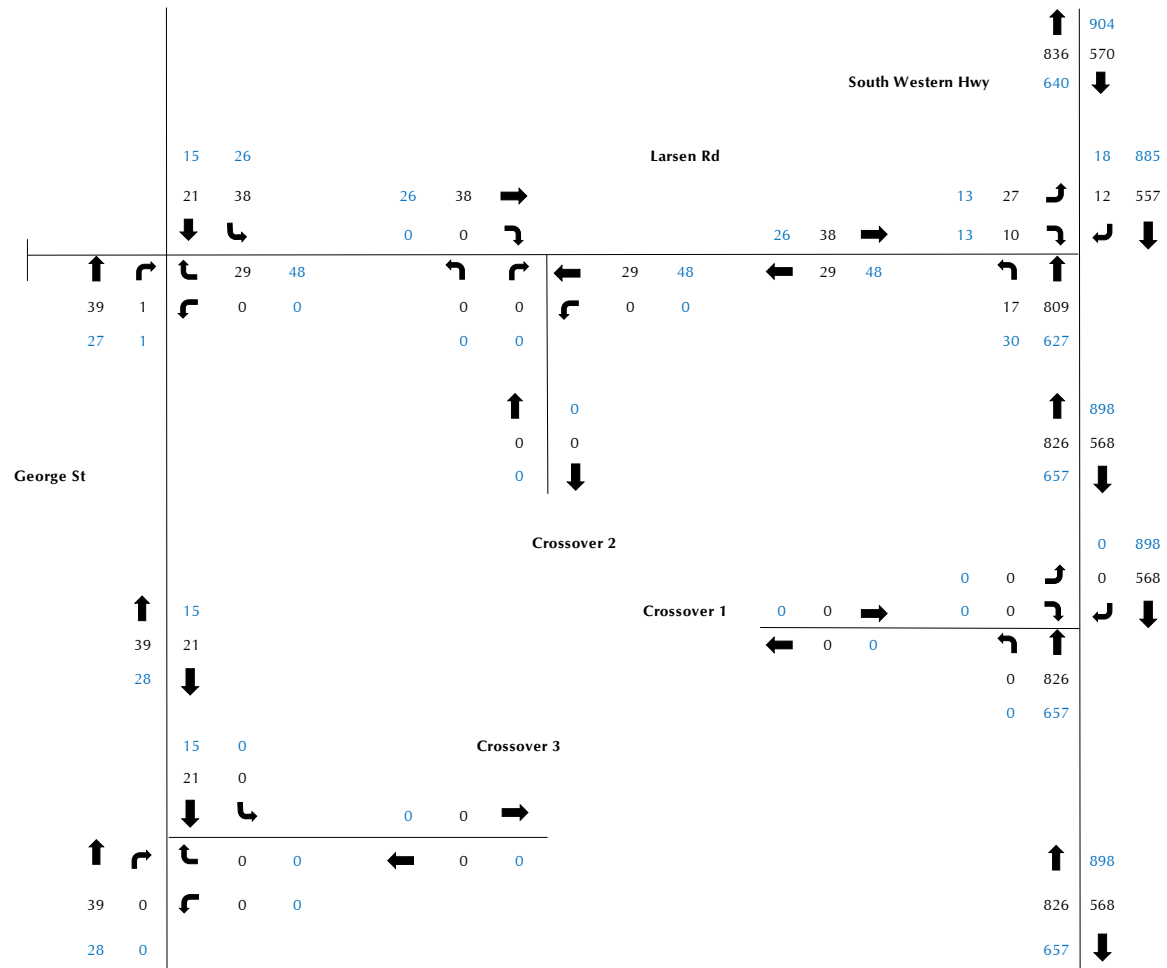 904
836 570
South Western Hwy 640
15 26 Larsen Rd 18 885
21 38 26 38 13 27 12 557
0 0 26 38 13 10
29 48 29 48 29 48
39 1 0 0 0 0 0 0 17 809
27 1 0 0 30 627
0 898
0 0 826 568
George St 0 657
Crossover 2 0 898
0 0 0 568
15 Crossover 1 0 0 0 0
39 21 0 0
28 0 826
0 657
15 0 Crossover 3
21 0
0 0
0 0 0 0 898
39 0 0 0 826 568
28 0 657